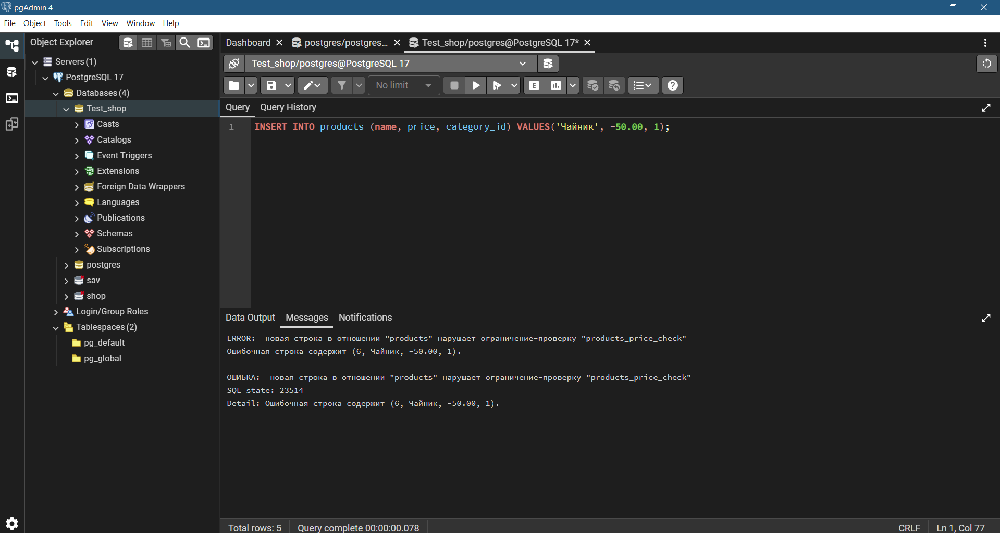 pgAdmin 4
File Object Tools Edit View Window Help
Object Explorer
Dashboard
postgres/postgres...
Test_shop/postgres@PostgreSQL 17*
Servers (1)
PostgreSQL 17
Databases (4)
Test_shop
Casts
Catalogs
Event Triggers
Extensions
Foreign Data Wrappers
Languages
Publications
Schemas
Subscriptions
postgres
sav
shop
Login/Group Roles
Tablespaces (2)
pg_default
pg_global
Test_shop/postgres@PostgreSQL 17
No limit
E
Query Query History
1 INSERT INTO products (name, price, category_id) VALUES('Чайник', -50.00, 1);
Data Output Messages Notifications
ERROR: новая строка в отношении "products" нарушает ограничение-проверку "products_price_check"
Ошибочная строка содержит (6, Чайник, -50.00, 1).
ОШИБКА: новая строка в отношении "products" нарушает ограничение-проверку "products_price_check"
SQL state: 23514
Detail: Ошибочная строка содержит (6, Чайник, -50.00, 1).
Total rows: 5 Query complete 00:00:00.078 CRLF Ln 1, Col 77